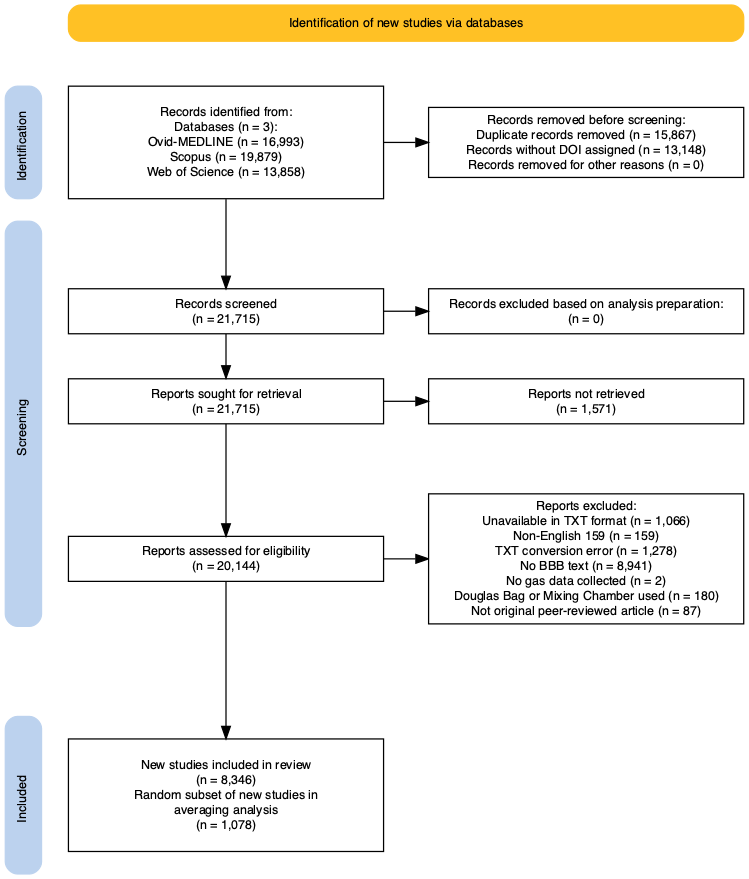 Identification of new studies via databases
Identification
Records identified from:
Databases (n = 3):
Ovid-MEDLINE (n = 16,993)
Scopus (n = 19,879)
Web of Science (n = 13,858)
Records removed before screening:
Duplicate records removed (n = 15,867)
Records without DOI assigned (n = 13,148)
Records removed for other reasons (n = 0)
Screening
Records screened
(n = 21,715)
Records excluded based on analysis preparation:
(n = 0)
Reports sought for retrieval
(n = 21,715)
Reports not retrieved
(n = 1,571)
Reports assessed for eligibility
(n = 20,144)
Reports excluded:
Unavailable in TXT format (n = 1,066)
Non-English 159 (n = 159)
TXT conversion error (n = 1,278)
No BBB text (n = 8,941)
No gas data collected (n = 2)
Douglas Bag or Mixing Chamber used (n = 180)
Not original peer-reviewed article (n = 87)
Included
New studies included in review
(n = 8,346)
Random subset of new studies in
averaging analysis
(n = 1,078)